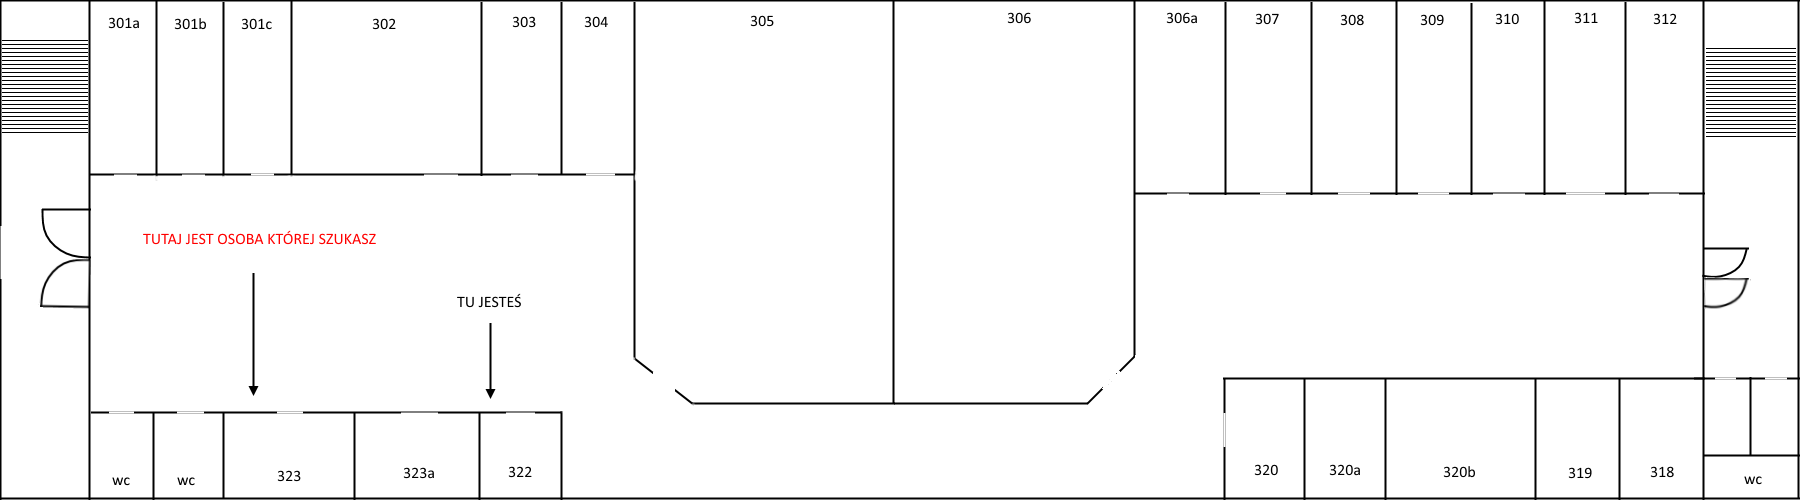 301a
301b
301c
302
303
304
305
306
306a
307
308
309
310
311
312
TUTAJ JEST OSOBA KTÓREJ SZUKASZ
TU JESTEŚ
wc
wc
323
323a
322
320
320a
320b
319
318
wc